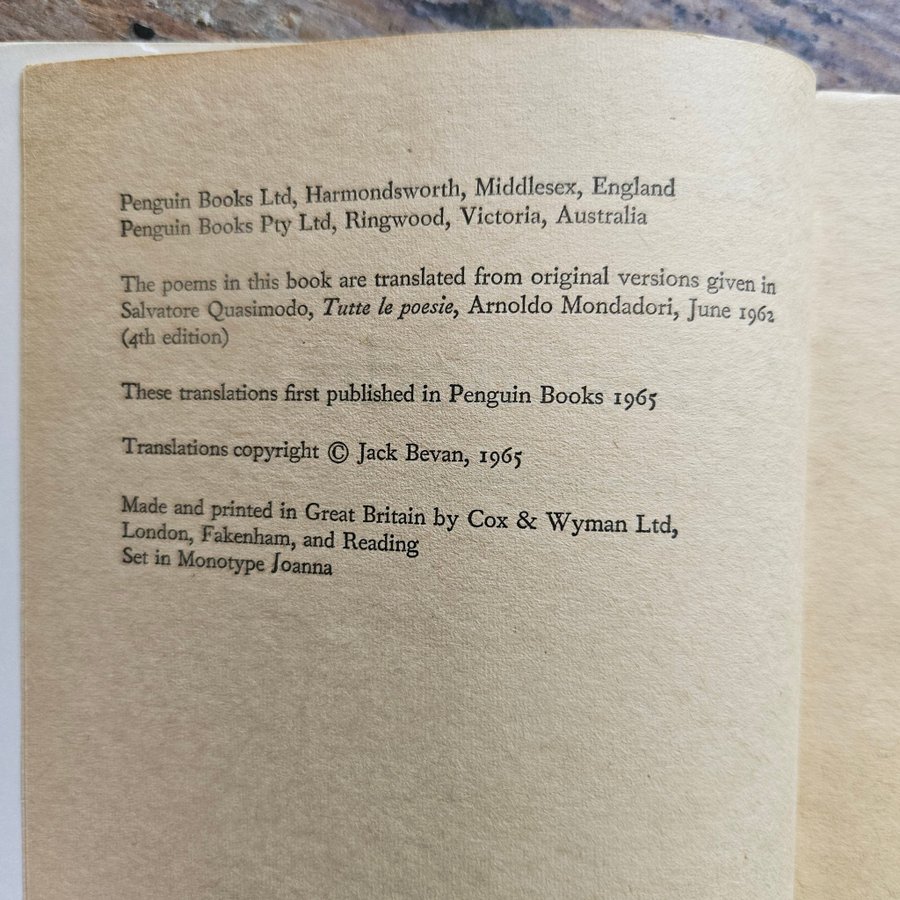 Penguin Books Ltd, Harmondsworth, Middlesex, England
Penguin Books Pty Ltd, Ringwood, Victoria, Australia
The poems in this book are translated from original versions given in
Salvatore Quasimodo, Tutte le poesie, Arnoldo Mondadori, June 1962
(4th edition)
These translations first published in Penguin Books 1965
Translations copyright © Jack Bevan, 1965
Made and printed in Great Britain by Cox & Wyman Ltd,
London, Fakenham, and Reading
Set in Monotype Joanna